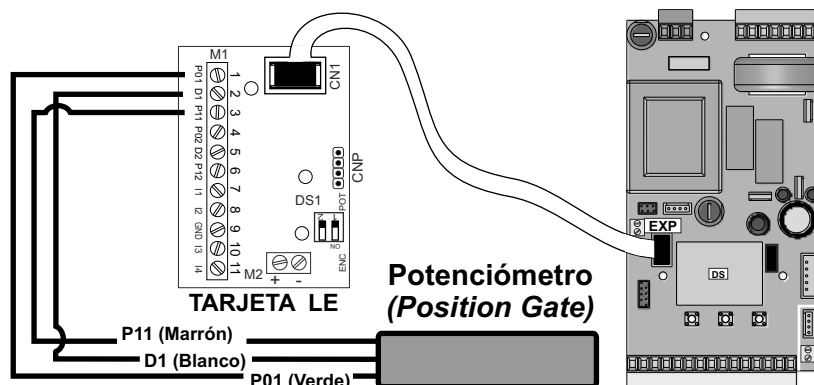 M1
P01 1
D1 2
P11 3
P02 4
D2 5
P12 6
I1 7
I2 8
GND 9
I3 10
I4 11
CN1
CNP
POT
DS1
NO
ENC
M2
+ -
TARJETA LE
EXP
DS
Potenciómetro
(Position Gate)
P11 (Marrón)
D1 (Blanco)
P01 (Verde)